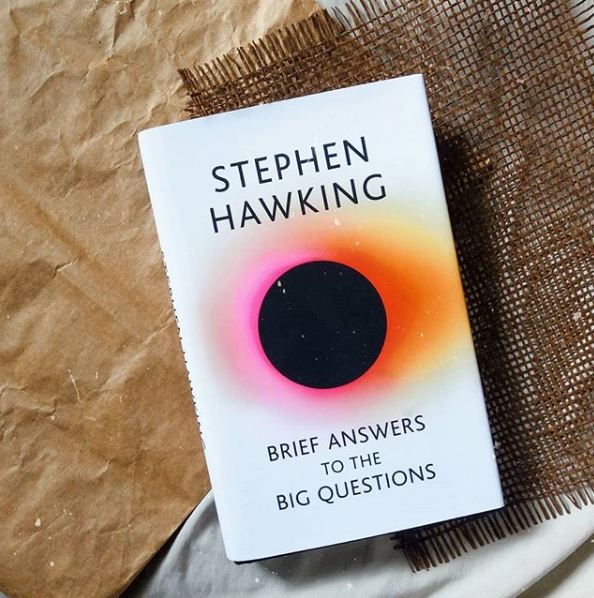 STEPHEN
HAWKING
BRIEF ANSWERS
TO THE
BIG QUESTIONS